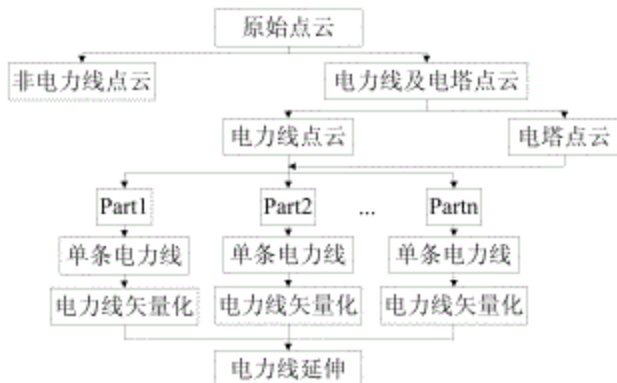 原始点云
非电力线点云
电力线及电塔点云
电力线点云
电塔点云
Part1
Part2
...
Partn
单条电力线
单条电力线
单条电力线
电力线矢量化
电力线矢量化
电力线矢量化
电力线延伸